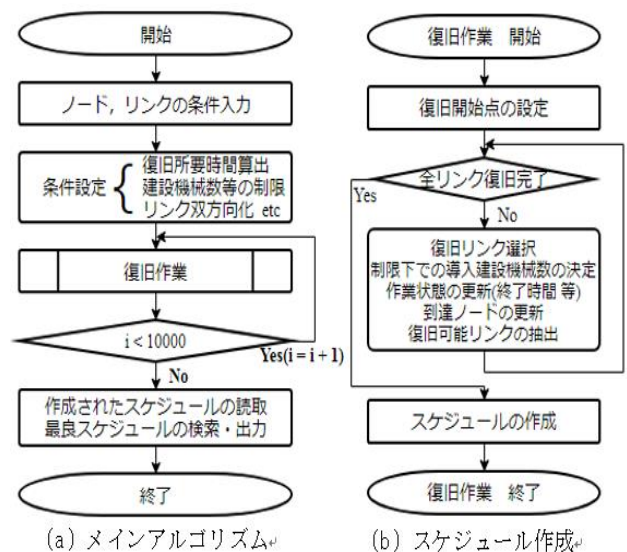 開始
ノード，リンクの条件入力
条件設定
復旧所要時間算出
建設機械数等の制限
リンク双方向化 etc
復旧作業
i < 10000
Yes(i = i + 1)
No
作成されたスケジュールの読取
最良スケジュールの検索・出力
終了
(a) メインアルゴリズム
復旧作業 開始
復旧開始点の設定
全リンク復旧完了
Yes
No
復旧リンク選択
制限下での導入建設機械数の決定
作業状態の更新(終了時間 等)
到達ノードの更新
復旧可能リンクの抽出
スケジュールの作成
復旧作業 終了
(b) スケジュール作成